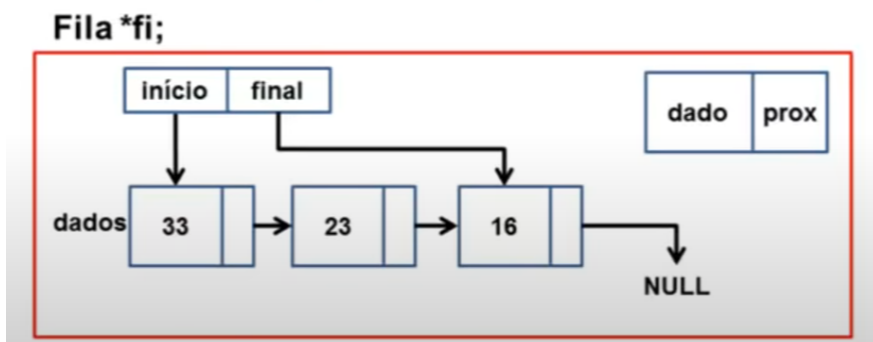 Fila *fi;
início final
dado prox
dados 33 23 16
NULL